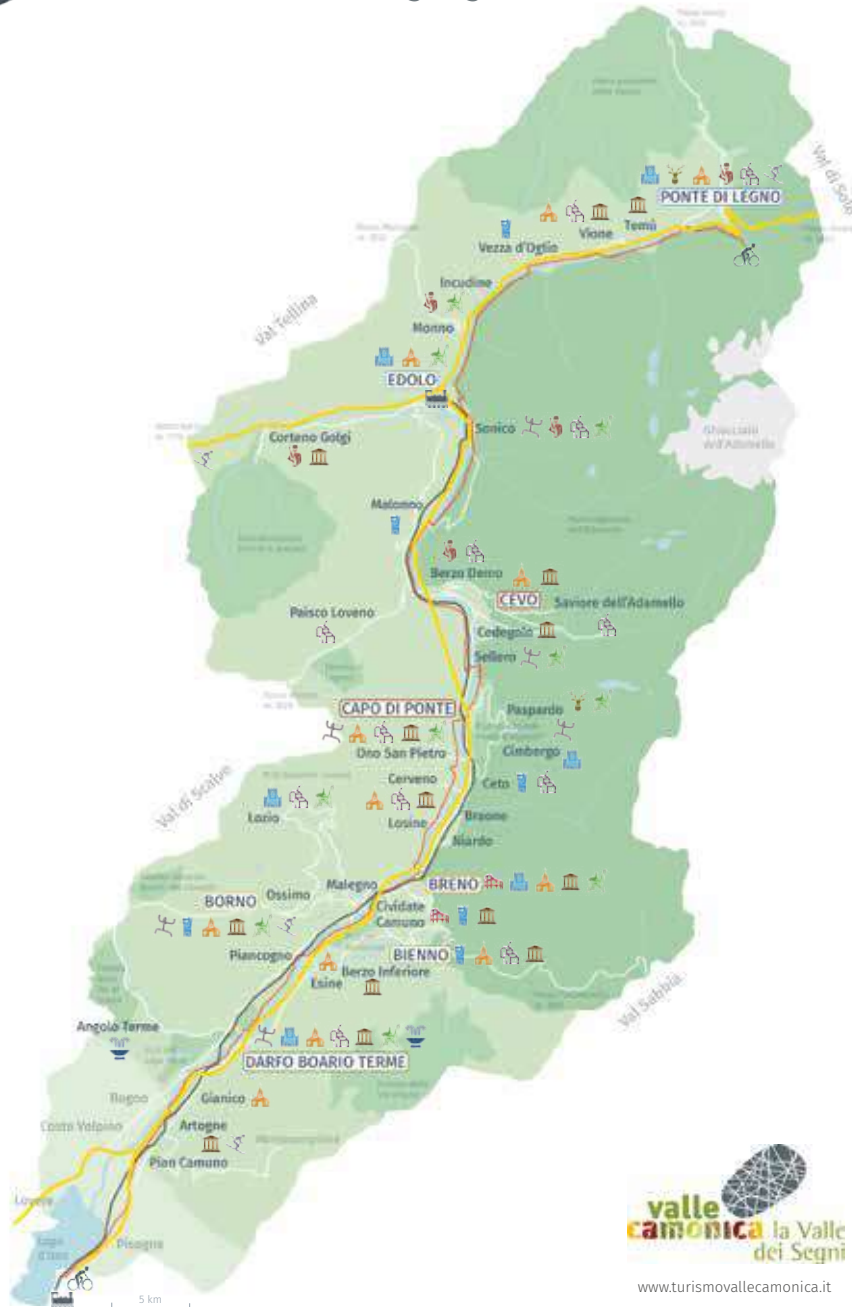 Val di Sole
PONTE DI LEGNO
Temù
Vione
Vezza d'Oglio
Incudine
Monno
Val Tellina
EDOLO
Sonico
Corteno Golgi
Ghiacciaio
dell'Adamello
Malonno
Berzo Demo
CEVO
Saviore dell'Adamello
Paisco Loveno
Cedegolo
Sellero
CAPO DI PONTE
Paspardo
Ono San Pietro
Cimbergo
Cerveno
Ceto
Val di Scalve
Lozio
Losine
Braone
Niardo
Malegno
BRENO
BORNO
Ossimo
Cividate
Camuno
Piancogno
BIENNO
Berzo Inferiore
Esine
Val Sabbia
Angolo Terme
DARFO BOARIO TERME
Rogno
Gianico
Costa Volpino
Artogne
Pian Camuno
Lovere
Lago
d'Iseo
Pisogne
5 km
valle
camonica la Valle
dei Segni
www.turismovallecamonica.it